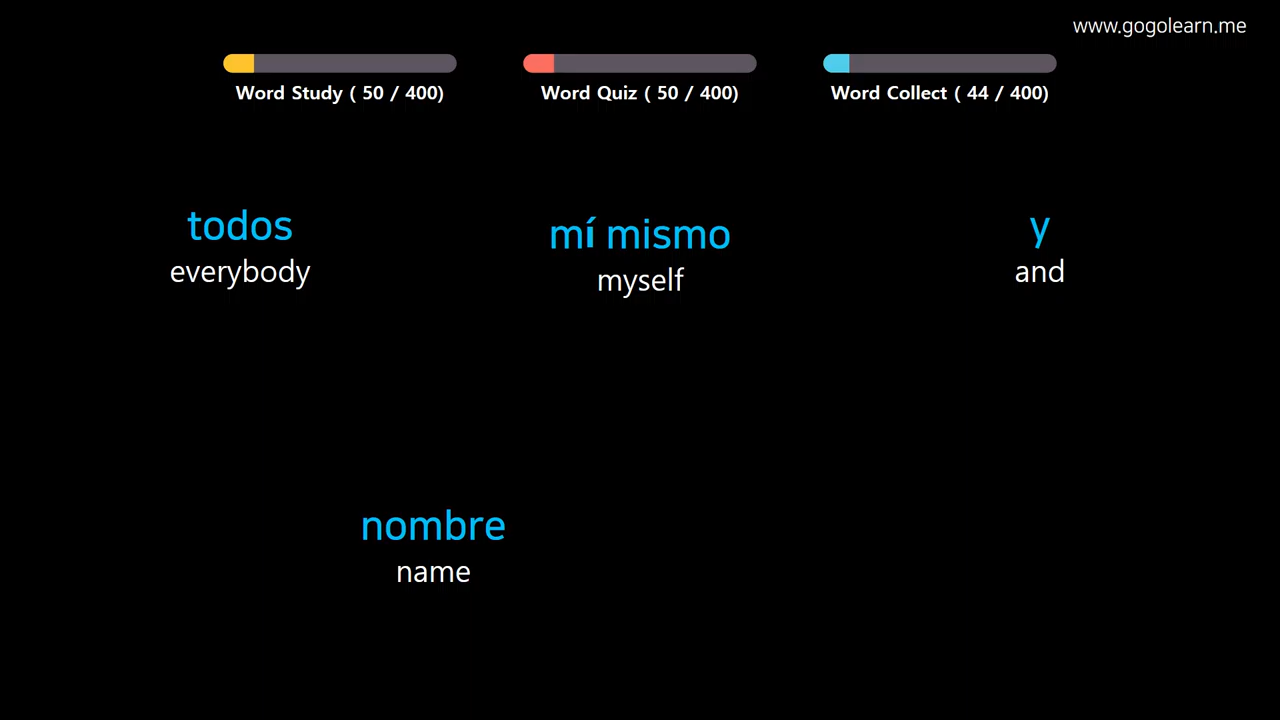 www.gogolearn.me
Word Study ( 50 / 400)
Word Quiz ( 50 / 400)
Word Collect ( 44 / 400)
todos
everybody
mí mismo
myself
y
and
nombre
name